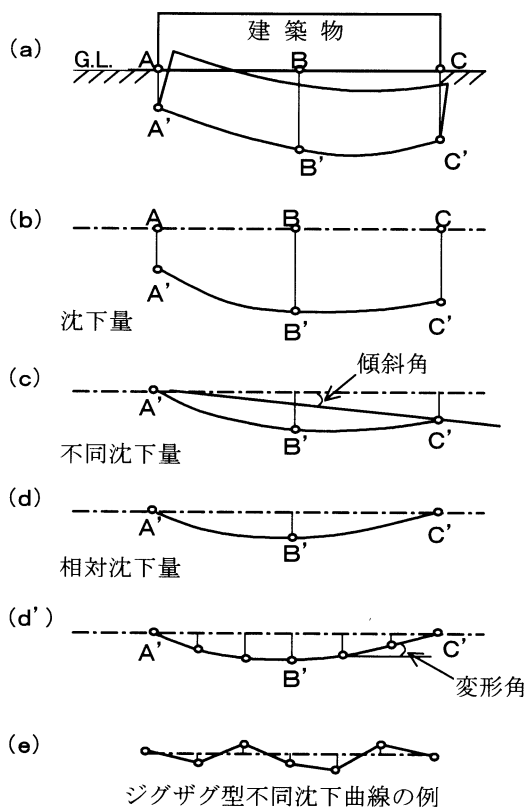 (a)
建築物
G.L. A B C
A' B' C'
(b)
A B C
A' B' C'
沈下量
(c)
傾斜角
A' B' C'
不同沈下量
(d)
A' B' C'
相対沈下量
(d')
A' B' C'
変形角
(e)
ジグザグ型不同沈下曲線の例